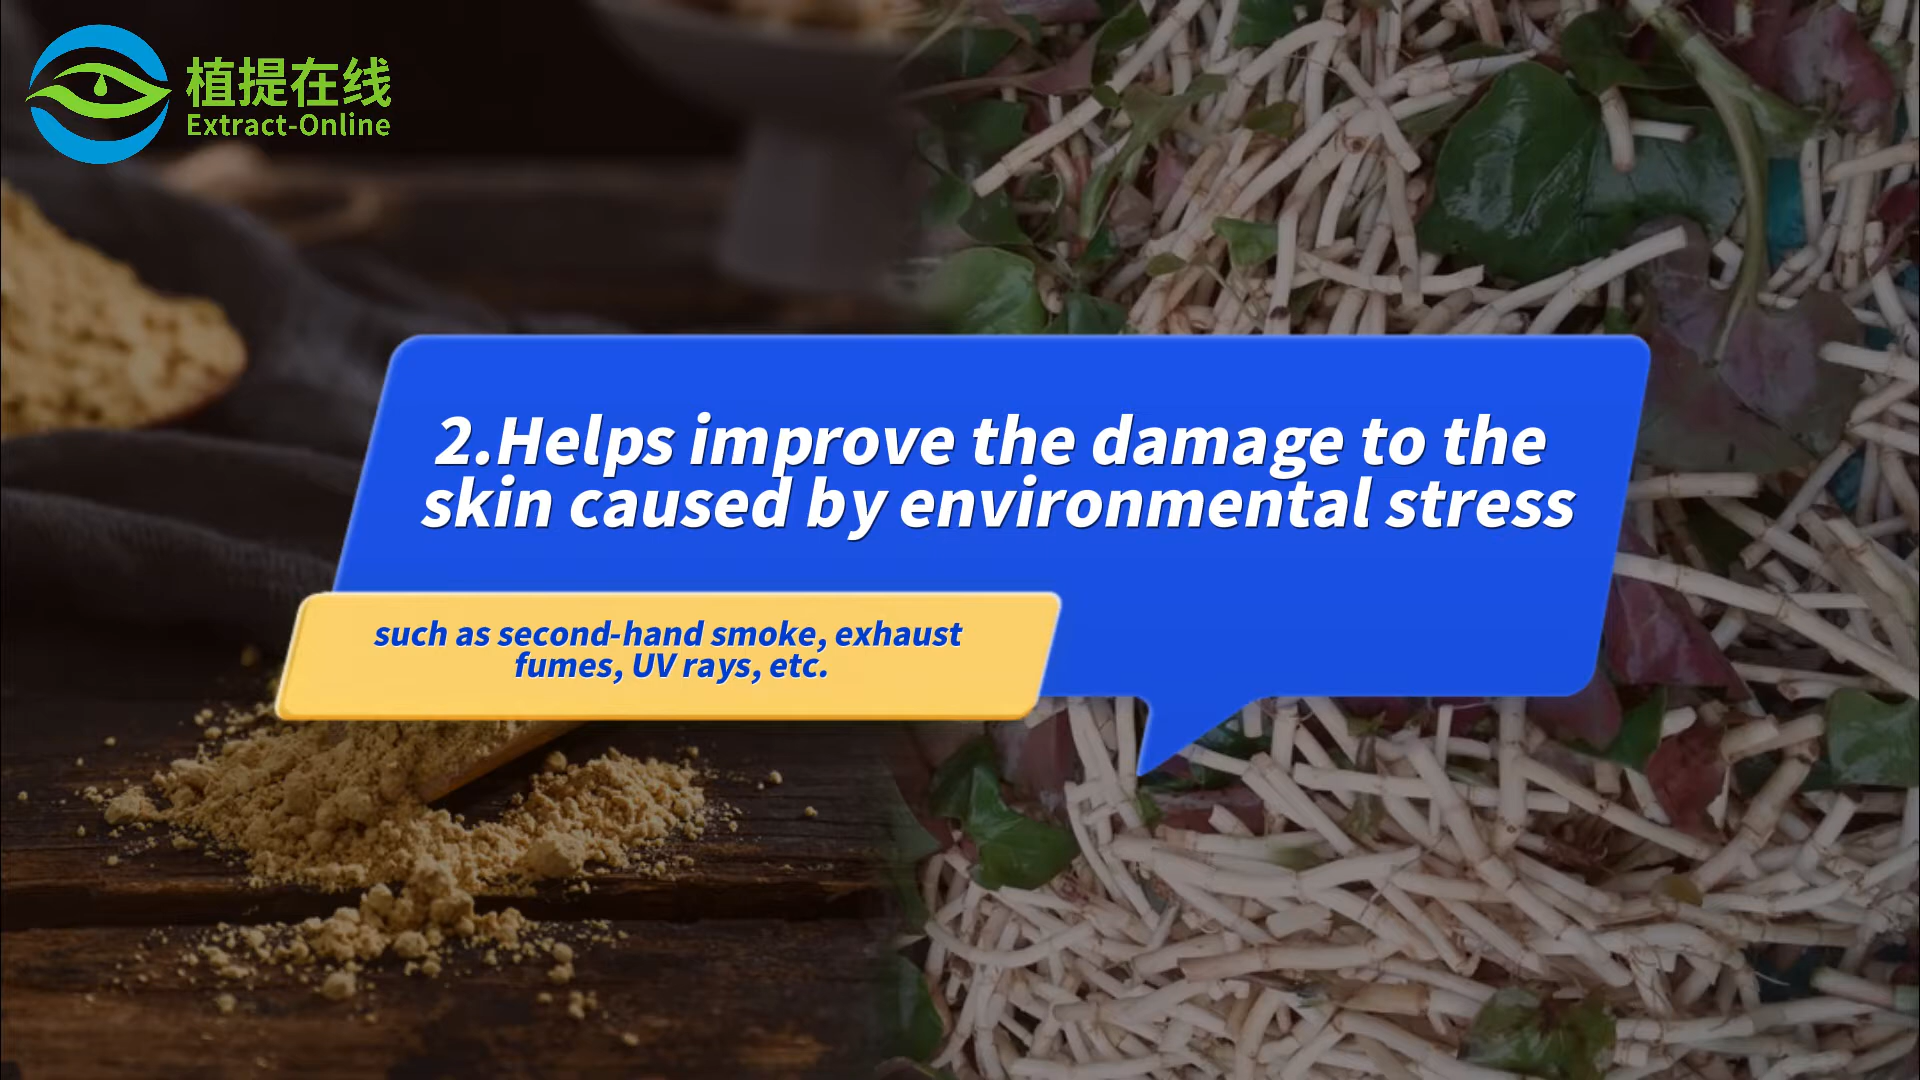 植提在线
Extract-Online
2.Helps improve the damage to the
skin caused by environmental stress
such as second-hand smoke, exhaust
fumes, UV rays, etc.